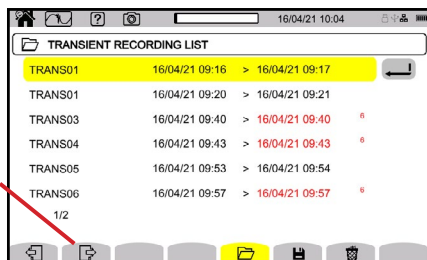 ? 16/04/21 10:04
TRANSIENT RECORDING LIST
TRANS01 16/04/21 09:16 > 16/04/21 09:17
TRANS01 16/04/21 09:20 > 16/04/21 09:21
TRANS03 16/04/21 09:40 > 16/04/21 09:40 6
TRANS04 16/04/21 09:43 > 16/04/21 09:43 6
TRANS05 16/04/21 09:53 > 16/04/21 09:54
TRANS06 16/04/21 09:57 > 16/04/21 09:57 6
1/2